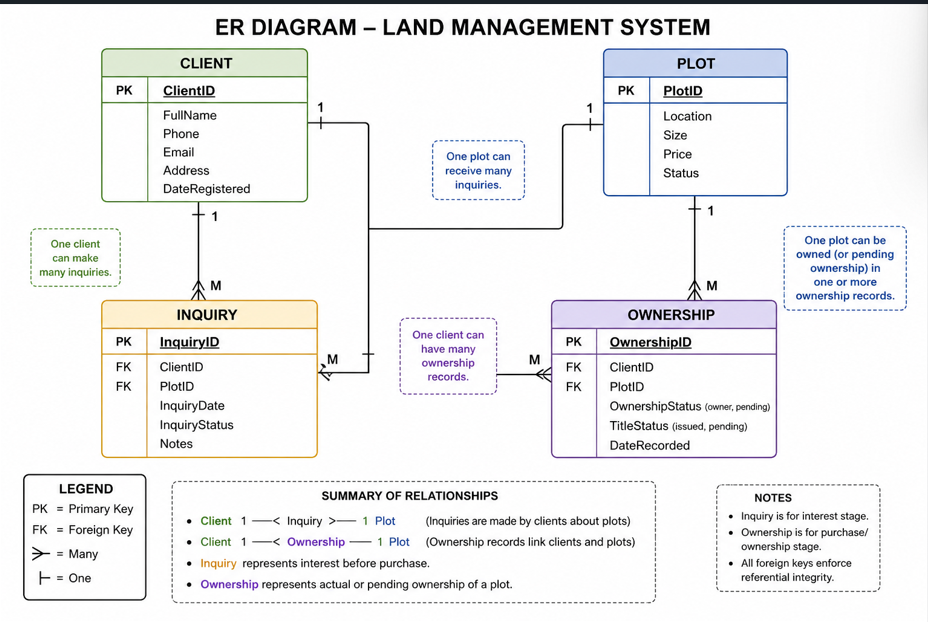 ER DIAGRAM – LAND MANAGEMENT SYSTEM
CLIENT
PK ClientID
FullName
Phone
Email
Address
DateRegistered
PLOT
PK PlotID
Location
Size
Price
Status
1
1
One plot can
receive many
inquiries.
1
1
One client
can make
many inquiries.
One plot can be
owned (or pending
ownership) in
one or more
ownership records.
M
M
INQUIRY
PK InquiryID
FK ClientID
FK PlotID
InquiryDate
InquiryStatus
Notes
M
One client can
have many
ownership
records.
M
OWNERSHIP
PK OwnershipID
FK ClientID
FK PlotID
OwnershipStatus (owner, pending)
TitleStatus (issued, pending)
DateRecorded
LEGEND
PK = Primary Key
FK = Foreign Key
= Many
= One
SUMMARY OF RELATIONSHIPS
• Client 1 ──< Inquiry >── 1 Plot (Inquiries are made by clients about plots)
• Client 1 ──< Ownership ── 1 Plot (Ownership records link clients and plots)
• Inquiry represents interest before purchase.
• Ownership represents actual or pending ownership of a plot.
NOTES
• Inquiry is for interest stage.
• Ownership is for purchase/
ownership stage.
• All foreign keys enforce
referential integrity.